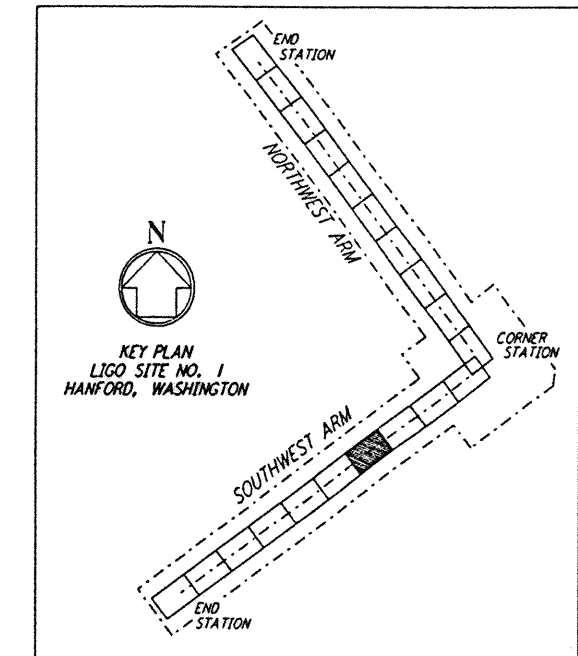 END
STATION
NORTHWEST ARM
N
KEY PLAN
LIGO SITE NO. 1
HANFORD, WASHINGTON
CORNER
STATION
SOUTHWEST ARM
END
STATION